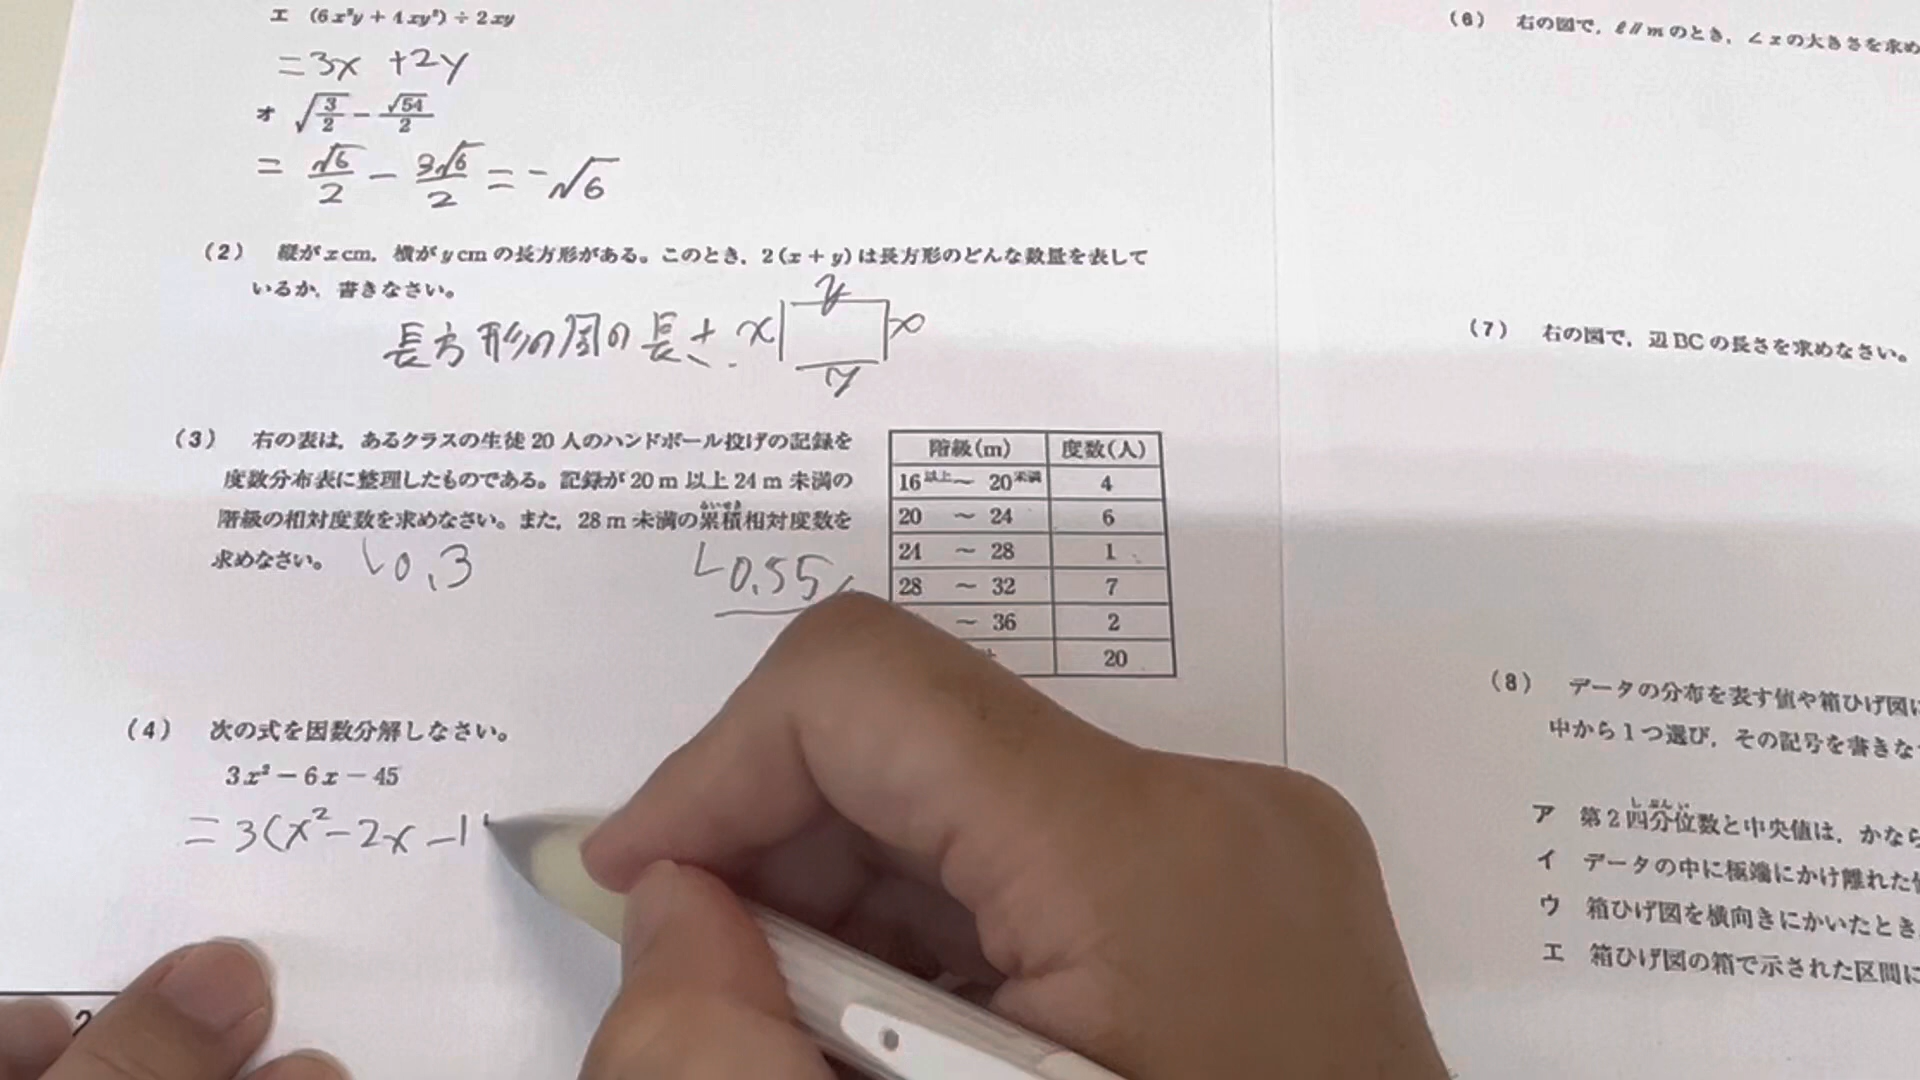 エ (6x²y + 4xy²) ÷ 2xy
= 3x + 2y
オ √(3/2) − √54/2
= √6/2 − 3√6/2 = −√6
(2) 縦がx cm，横がy cmの長方形がある。このとき，2(x + y)は長方形のどんな数量を表して
いるか，書きなさい。
長方形の周の長さ.
y
x x
y
(3) 右の表は，あるクラスの生徒20人のハンドボール投げの記録を
度数分布表に整理したものである。記録が20 m以上24 m未満の
階級の相対度数を求めなさい。また，28 m未満の累積相対度数を
るいせき
求めなさい。
0.3
0.55
階級(m) 度数(人)
16以上〜 20未満 4
20 〜 24 6
24 〜 28 1
28 〜 32 7
〜 36 2
20
(4) 次の式を因数分解しなさい。
3x² − 6x − 45
= 3(x² − 2x − 1
2
(6) 右の図で，ℓ // mのとき，∠xの大きさを求め
(7) 右の図で，辺BCの長さを求めなさい。
(8) データの分布を表す値や箱ひげ図に
中から1つ選び，その記号を書きな
ア 第2四分位数と中央値は，かなら
しぶんい
イ データの中に極端にかけ離れた
ウ 箱ひげ図を横向きにかいたとき
エ 箱ひげ図の箱で示された区間に